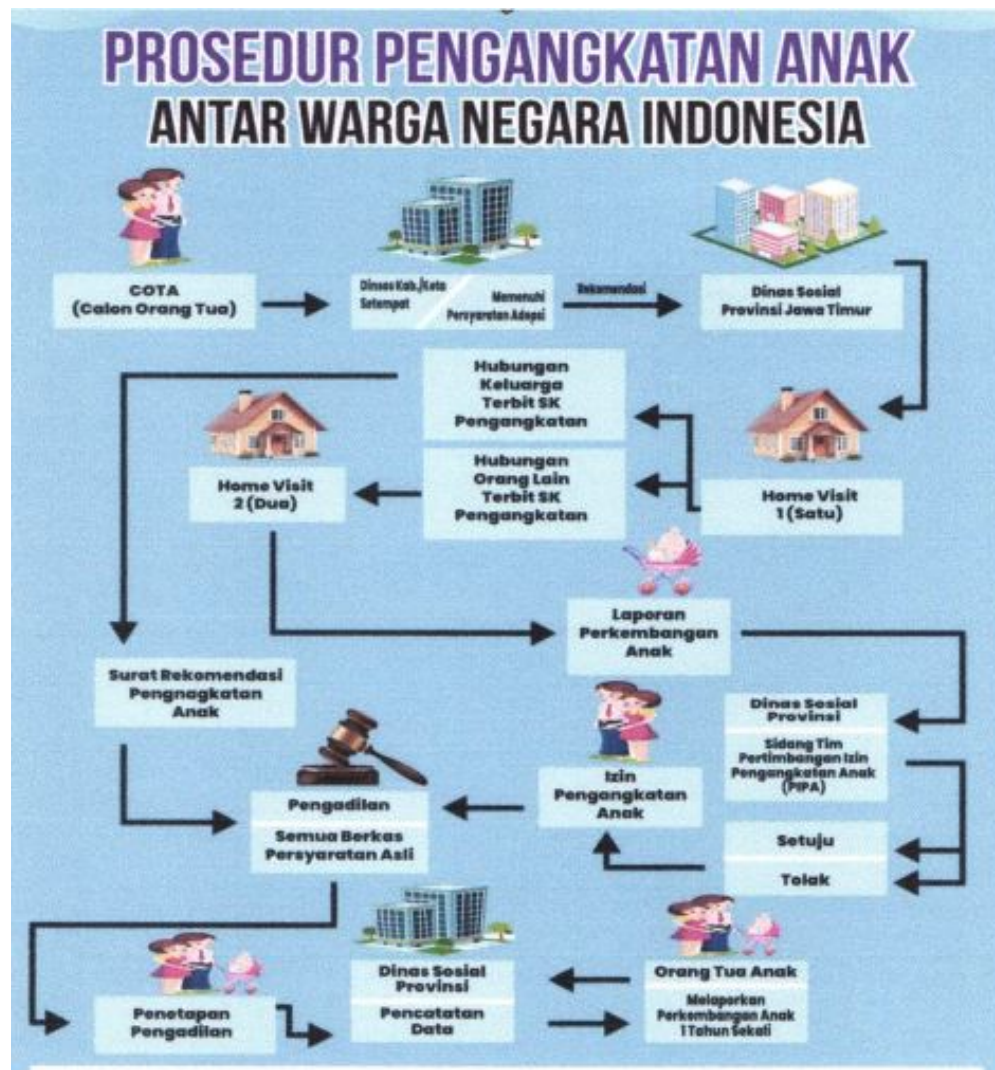 PROSEDUR PENGANGKATAN ANAK
ANTAR WARGA NEGARA INDONESIA
COTA
(Calon Orang Tua)
Dinsos Kab./Kota
Setempat
Memenuhi
Persyaratan Adopsi
Rekomendasi
Dinas Sosial
Provinsi Jawa Timur
Hubungan
Keluarga
Terbit SK
Pengangkatan
Home Visit
2 (Dua)
Hubungan
Orang Lain
Terbit SK
Pengangkatan
Home Visit
1 (Satu)
Laporan
Perkembangan
Anak
Surat Rekomendasi
Pengnagkatan
Anak
Dinas Sosial
Provinsi
Sidang Tim
Pertimbangan Izin
Pengangkatan Anak
(PIPA)
Izin
Pengangkatan
Anak
Pengadilan
Semua Berkas
Persyaratan Asli
Setuju
Tolak
Penetapan
Pengadilan
Dinas Sosial
Provinsi
Pencatatan
Data
Orang Tua Anak
Melaporkan
Perkembangan Anak
1 Tahun Sekali